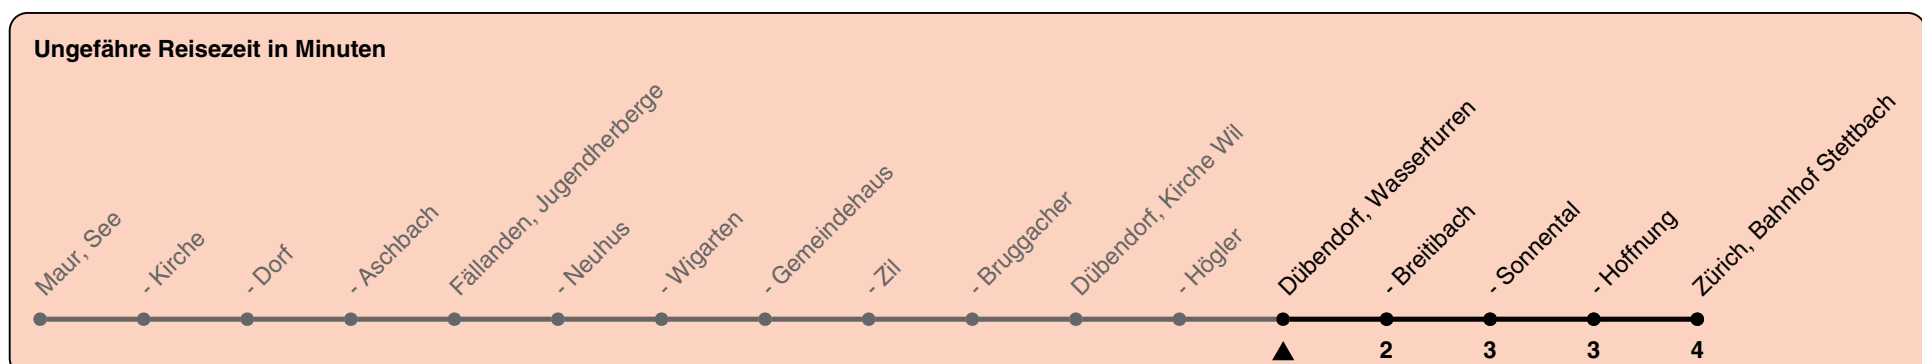 Ungefähre Reisezeit in Minuten
Maur, See
- Kirche
- Dorf
- Aschbach
Fällanden, Jugendherberge
- Neuhus
- Wigarten
- Gemeindehaus
- Zil
- Bruggacher
Dübendorf, Kirche Wil
- Högler
Dübendorf, Wasserfurren
- Breitibach
- Sonnental
- Hoffnung
Zürich, Bahnhof Stettbach
2 3 3 4